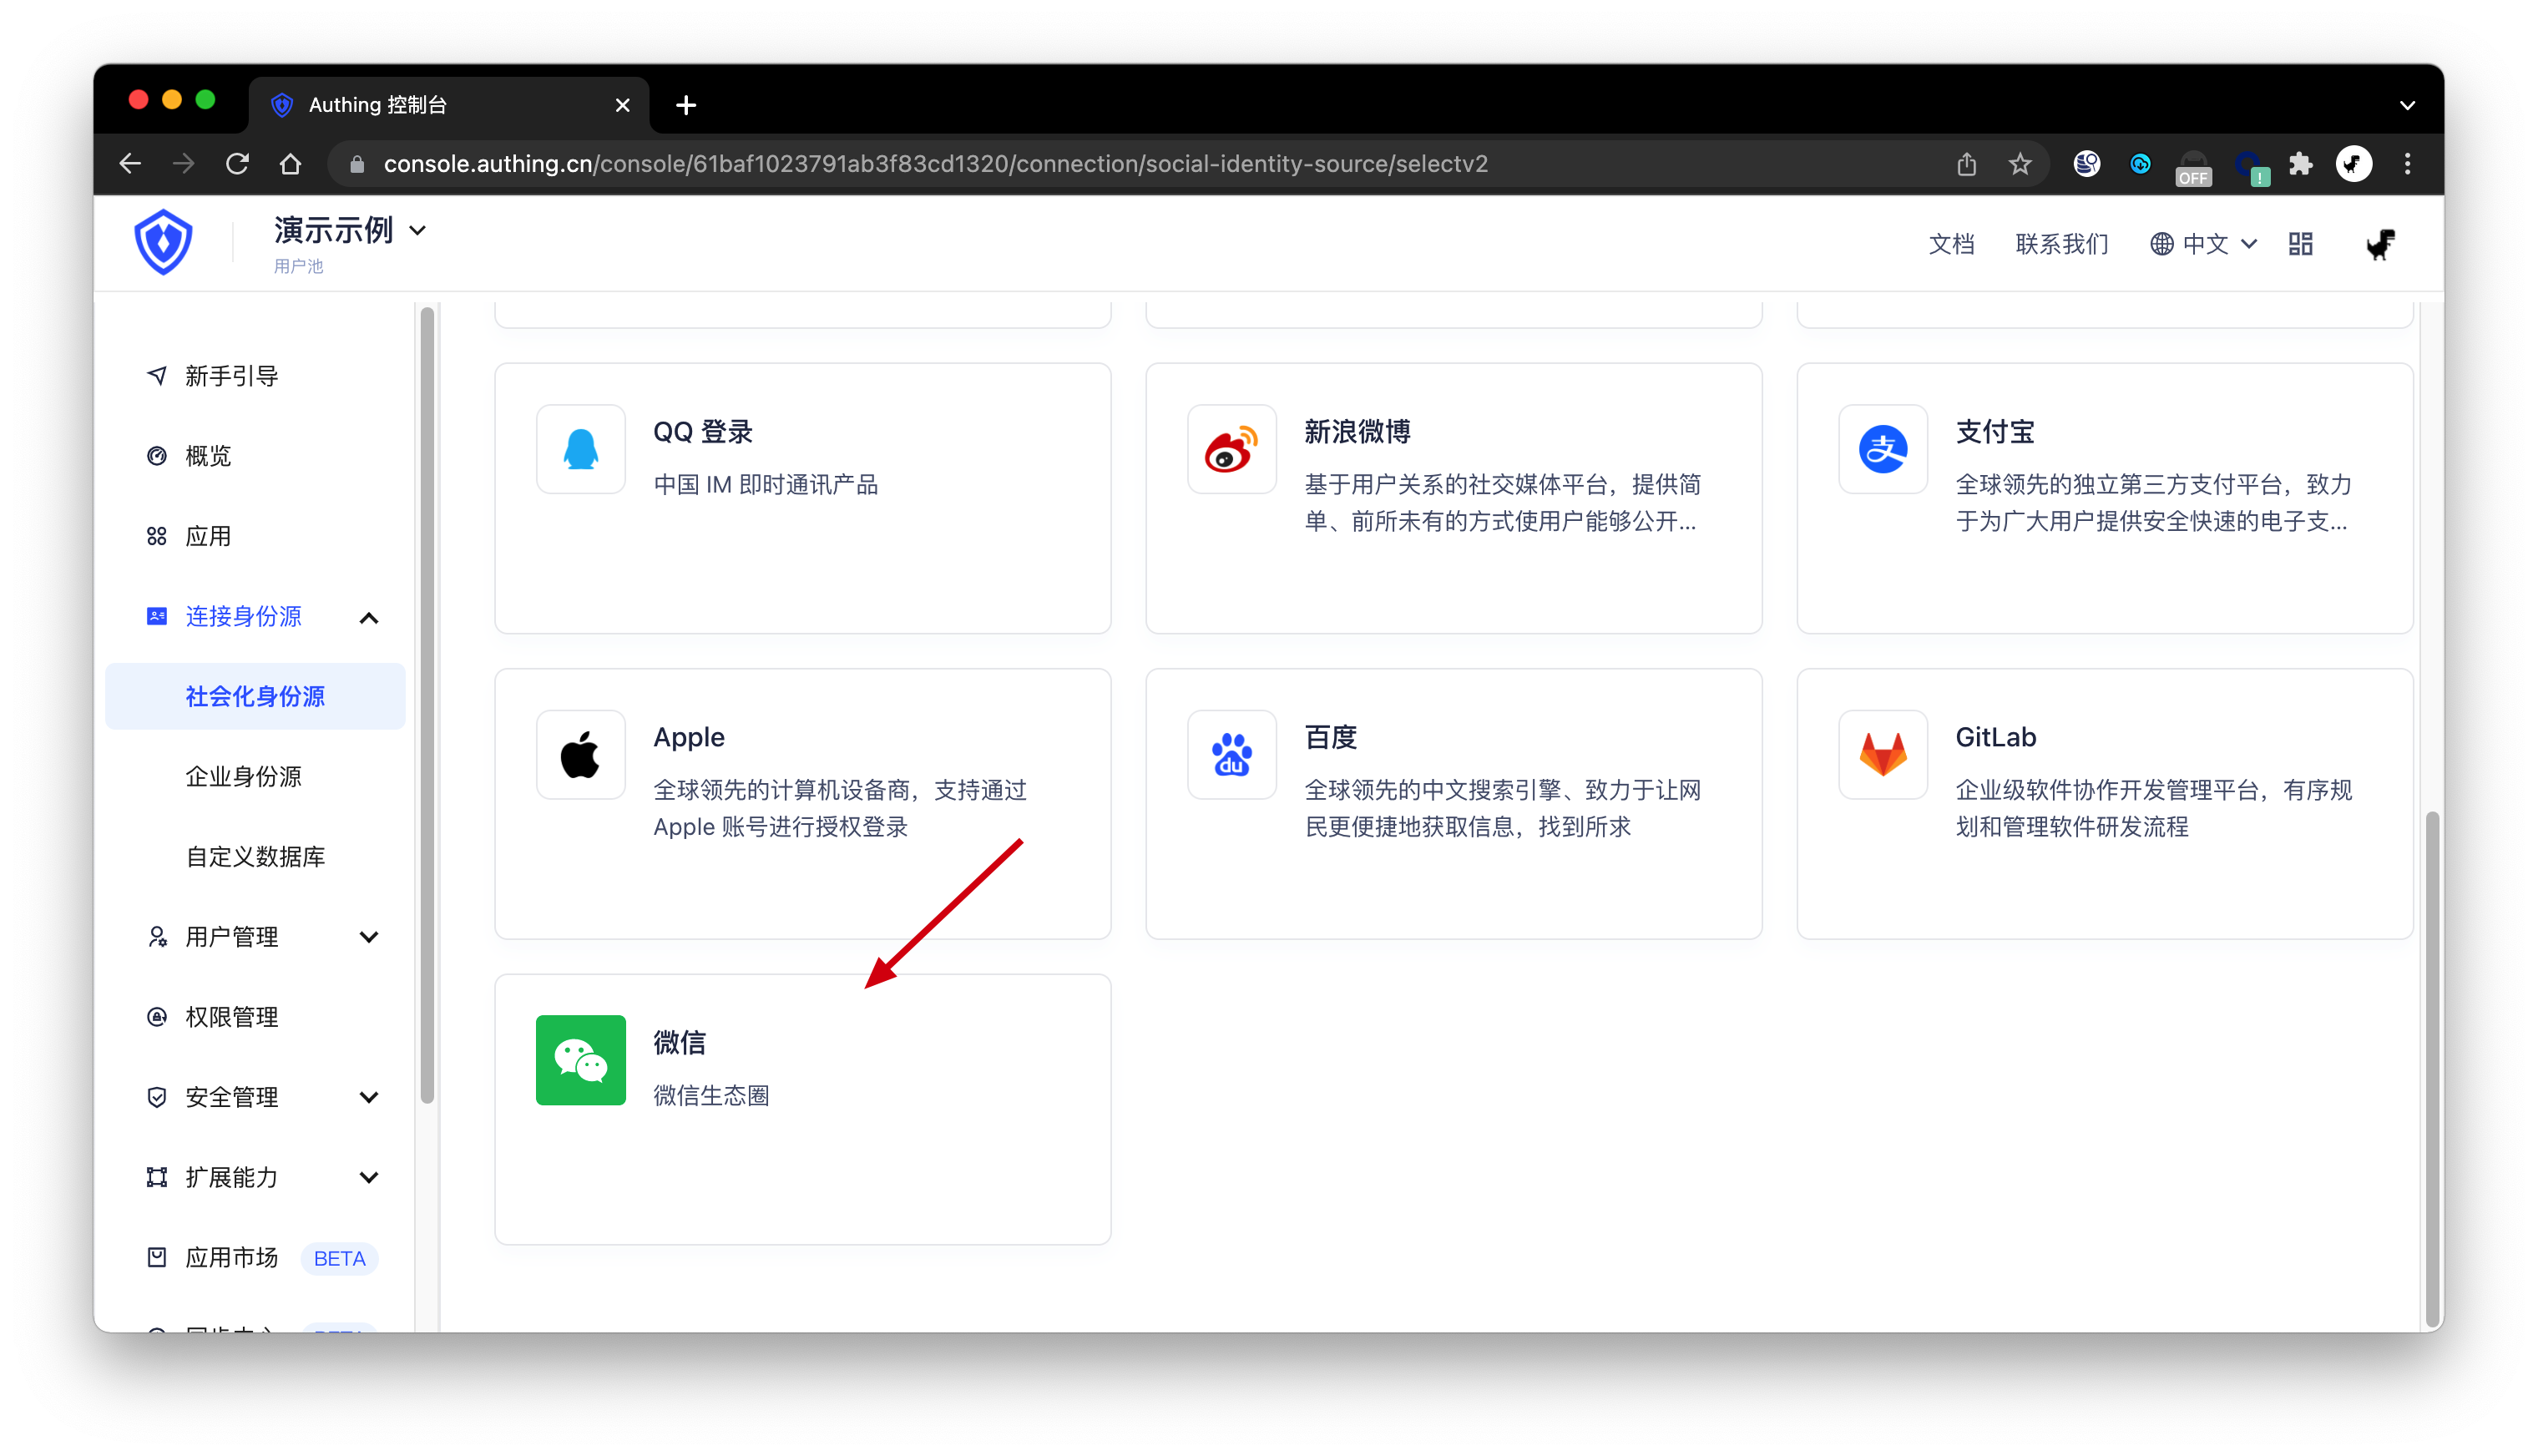 Authing 控制台
console.authing.cn/console/61baf1023791ab3f83cd1320/connection/social-identity-source/selectv2
OFF
!
演示示例
用户池
文档
联系我们
中文
新手引导
概览
应用
连接身份源
社会化身份源
企业身份源
自定义数据库
用户管理
权限管理
安全管理
扩展能力
应用市场 BETA
QQ 登录
中国 IM 即时通讯产品
新浪微博
基于用户关系的社交媒体平台，提供简
单、前所未有的方式使用户能够公开...
支付宝
全球领先的独立第三方支付平台，致力
于为广大用户提供安全快速的电子支...
Apple
全球领先的计算机设备商，支持通过
Apple 账号进行授权登录
du
百度
全球领先的中文搜索引擎、致力于让网
民更便捷地获取信息，找到所求
GitLab
企业级软件协作开发管理平台，有序规
划和管理软件研发流程
微信
微信生态圈